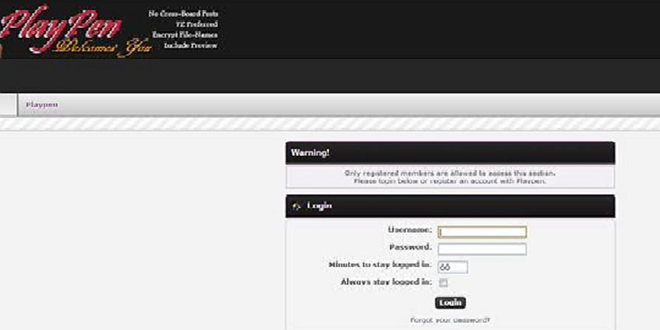 PlayPen
Welcomes You
No Cross-Board Posts
7Z Preferred
Encrypt File-Names
Include Preview
Playpen
Warning!
Only registered members are allowed to access this section.
Please login below or register an account with Playpen.
Login
Username:
Password:
Minutes to stay logged in: 60
Always stay logged in:
Login
Forgot your password?